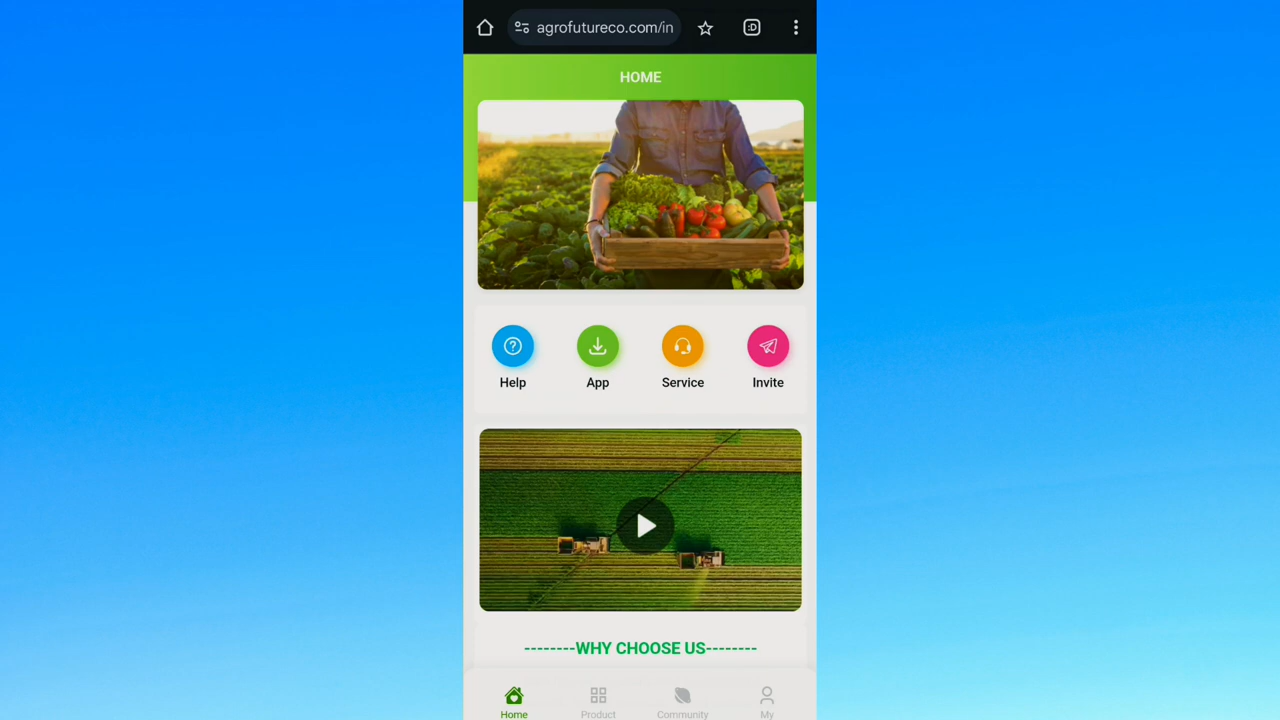 agrofutureco.com/in
:D
HOME
Help
App
Service
Invite
--------WHY CHOOSE US--------
Home
Product
Community
My